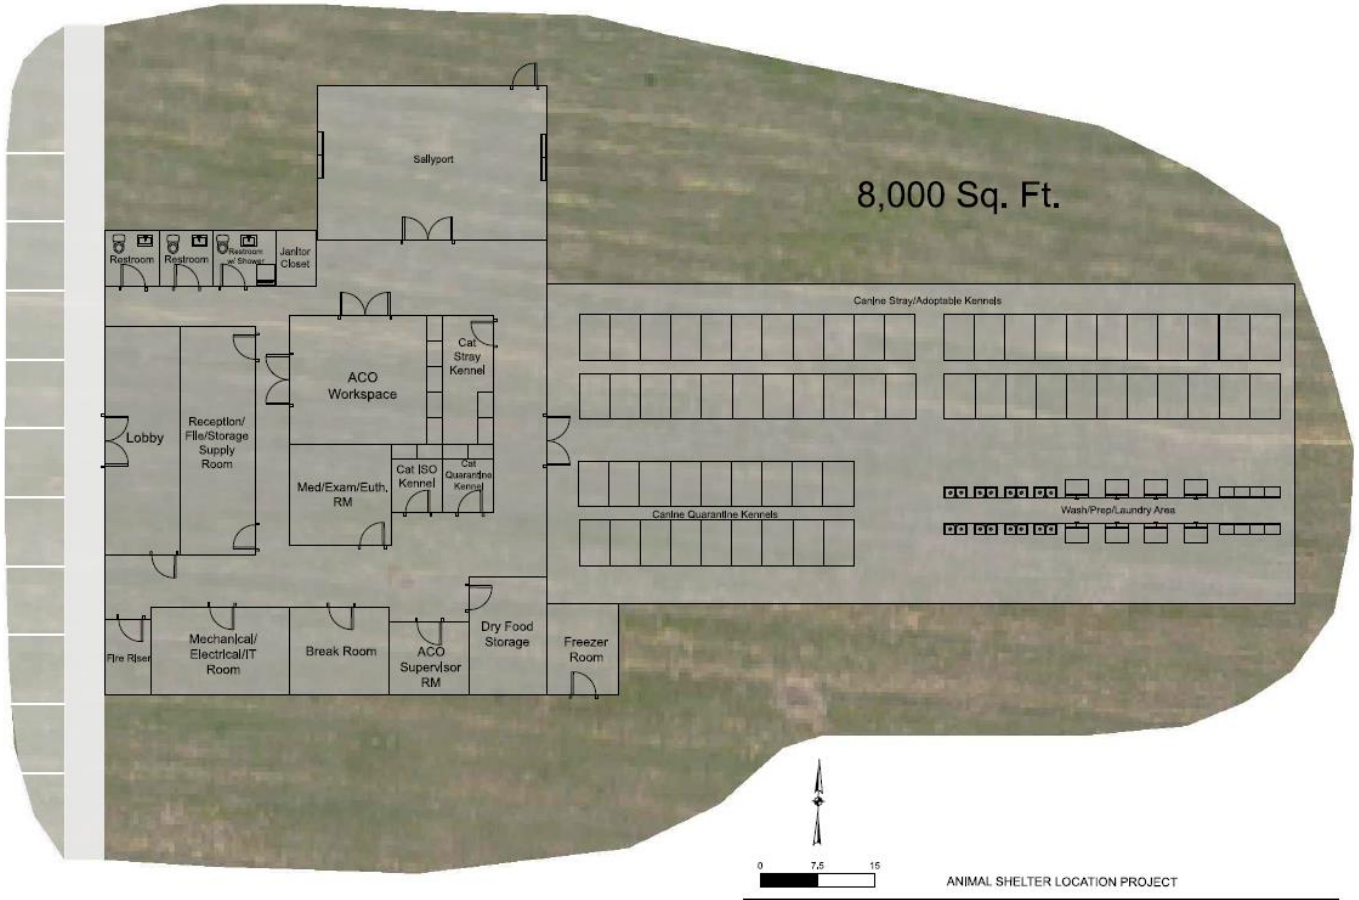 Sallyport
8,000 Sq. Ft.
Restroom
Restroom
Restroom
w/ Shower
Janitor
Closet
Canine Stray/Adoptable Kennels
Cat
Stray
Kennel
ACO
Workspace
Lobby
Reception/
File/Storage
Supply
Room
Med/Exam/Euth.
RM
Cat ISO
Kennel
Cat
Quarantine
Kennel
Canine Quarantine Kennels
Wash/Prep/Laundry Area
Fire Riser
Mechanical/
Electrical/IT
Room
Break Room
ACO
Supervisor
RM
Dry Food
Storage
Freezer
Room
0 7.5 15
ANIMAL SHELTER LOCATION PROJECT